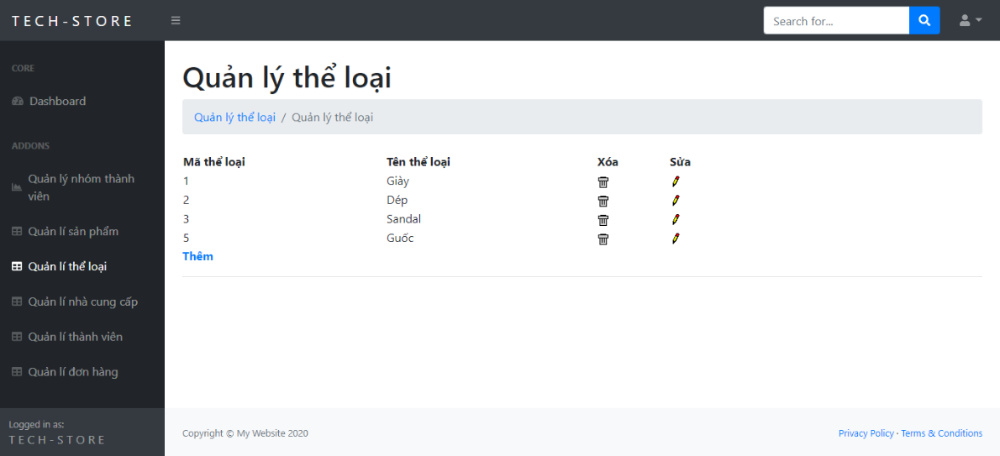 TECH-STORE
Search for...
CORE
Dashboard
ADDONS
Quản lý nhóm thành
viên
Quản lí sản phẩm
Quản lí thể loại
Quản lí nhà cung cấp
Quản lí thành viên
Quản lí đơn hàng
Logged in as:
TECH-STORE
Quản lý thể loại
Quản lý thể loại / Quản lý thể loại
Mã thể loại Tên thể loại Xóa Sửa
1 Giày
2 Dép
3 Sandal
5 Guốc
Thêm
Copyright © My Website 2020 Privacy Policy · Terms & Conditions